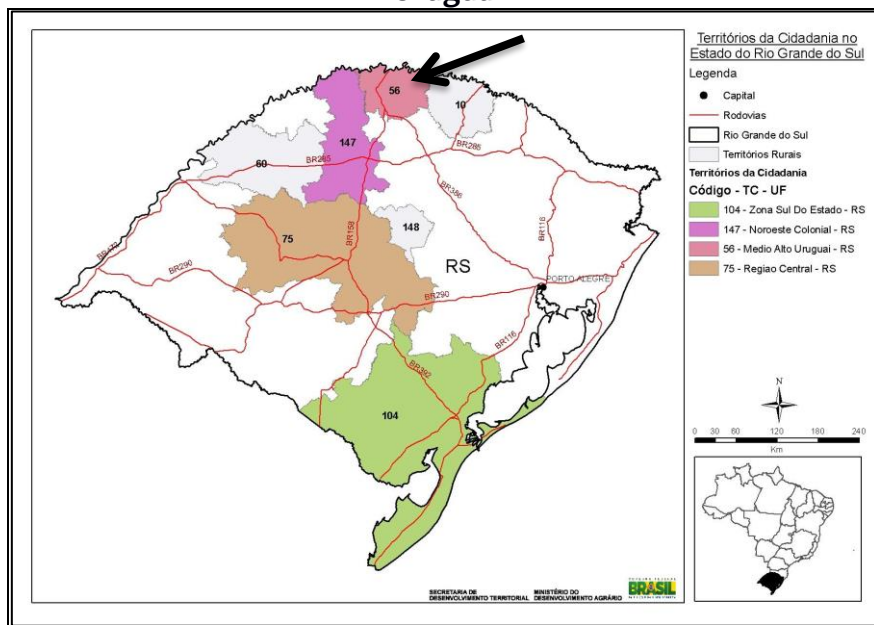 Territórios da Cidadania no
Estado do Rio Grande do Sul
Legenda
Capital
Rodovias
Rio Grande do Sul
Territórios Rurais
Territórios da Cidadania
Código - TC - UF
104 - Zona Sul Do Estado - RS
147 - Noroeste Colonial - RS
56 - Medio Alto Uruguai - RS
75 - Regiao Central - RS
56
10
147
60
BR285
BR285
BR386
BR116
148
75
BR158
RS
BR290
PORTO ALEGRE
BR290
BR116
BR392
104
N
0 30 60 120 180 240
Km
SECRETARIA DE
DESENVOLVIMENTO TERRITORIAL
MINISTÉRIO DO
DESENVOLVIMENTO AGRÁRIO
BRASIL